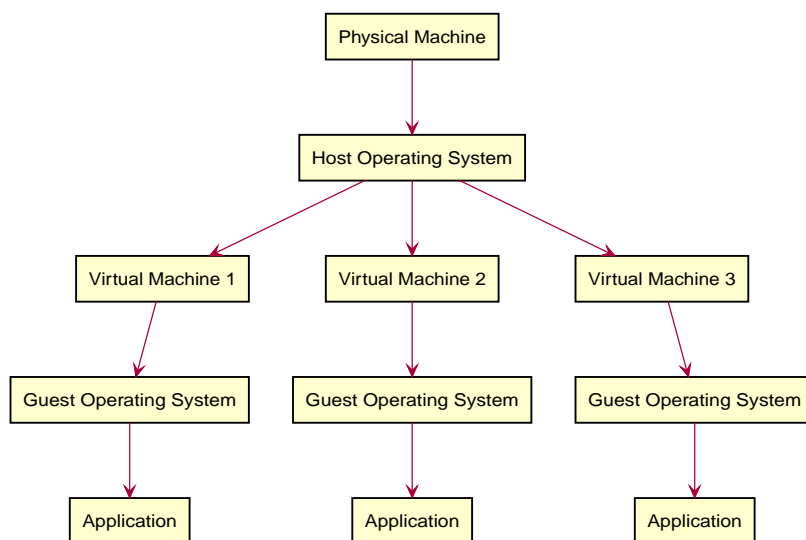 Physical Machine
Host Operating System
Virtual Machine 1
Virtual Machine 2
Virtual Machine 3
Guest Operating System
Guest Operating System
Guest Operating System
Application
Application
Application